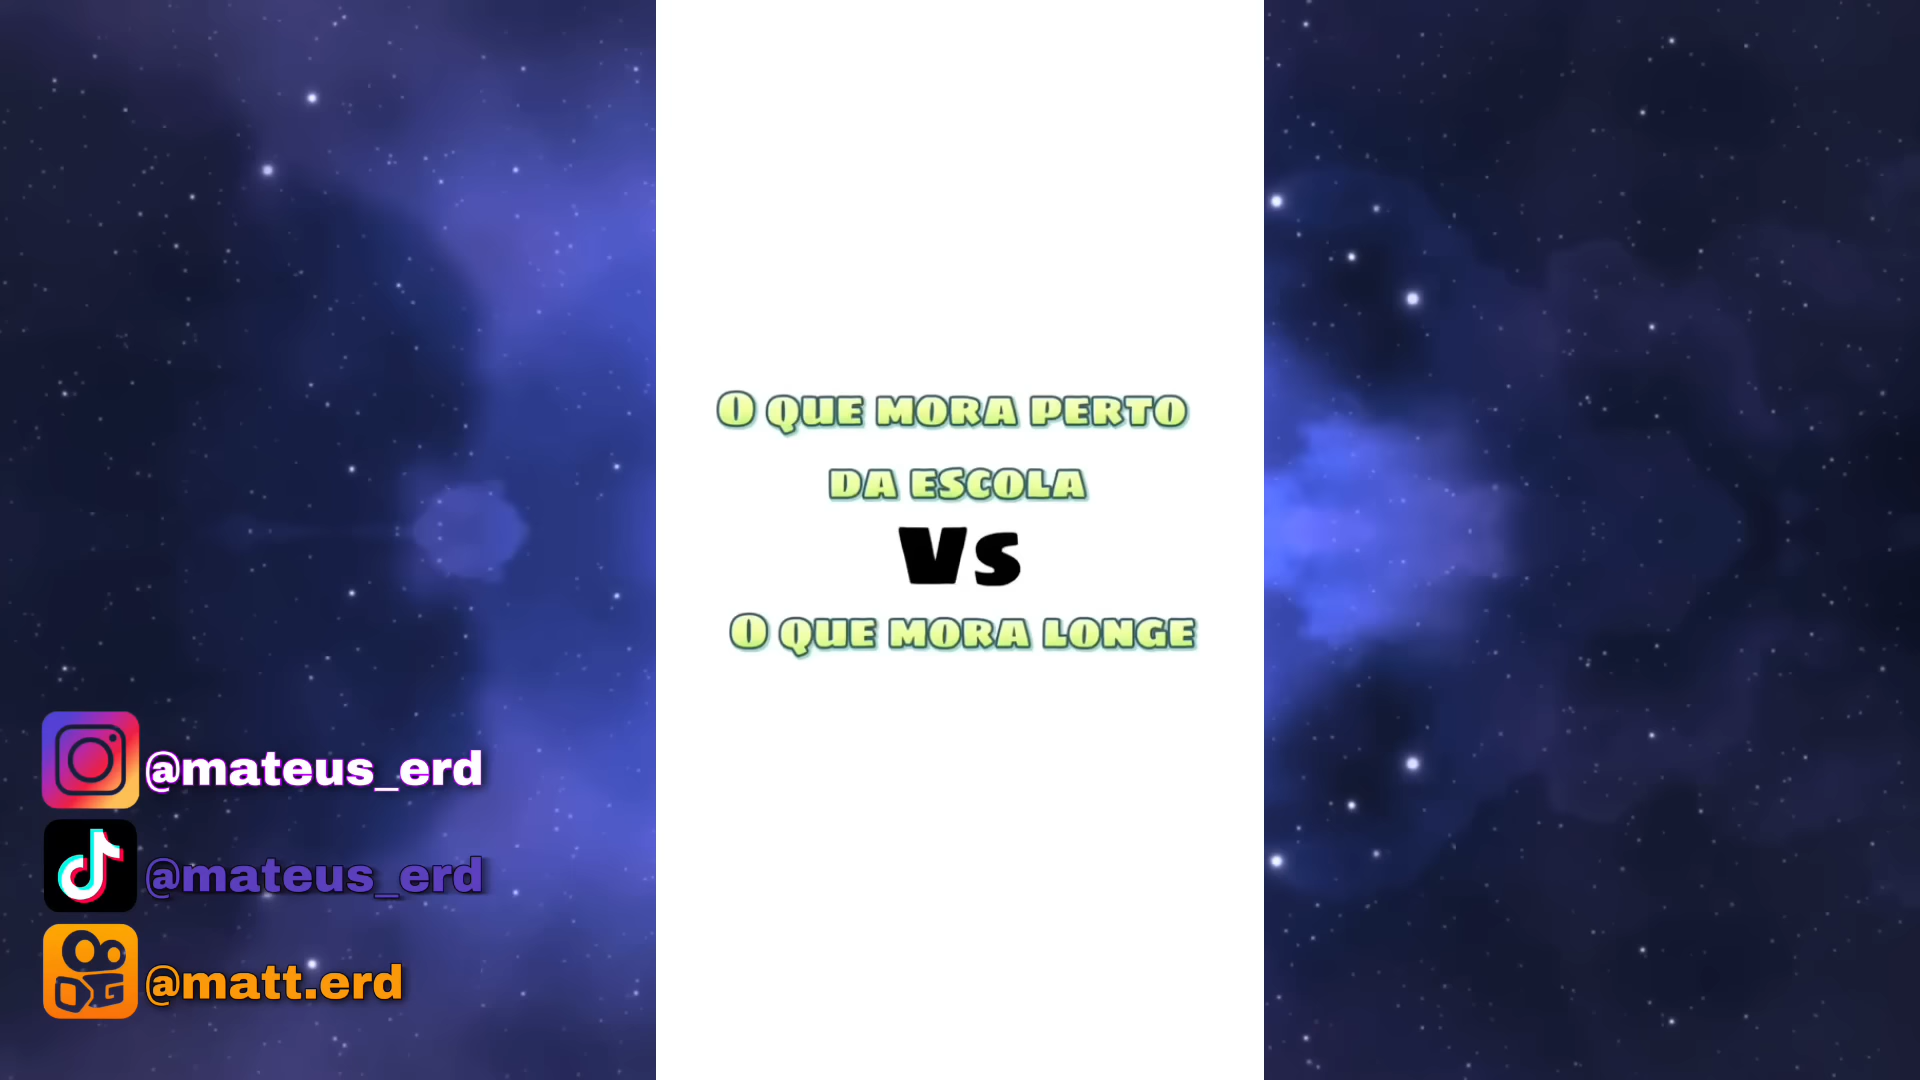 O que mora perto
da escola
Vs
O que mora longe
@mateus_erd
@mateus_erd
@matt.erd